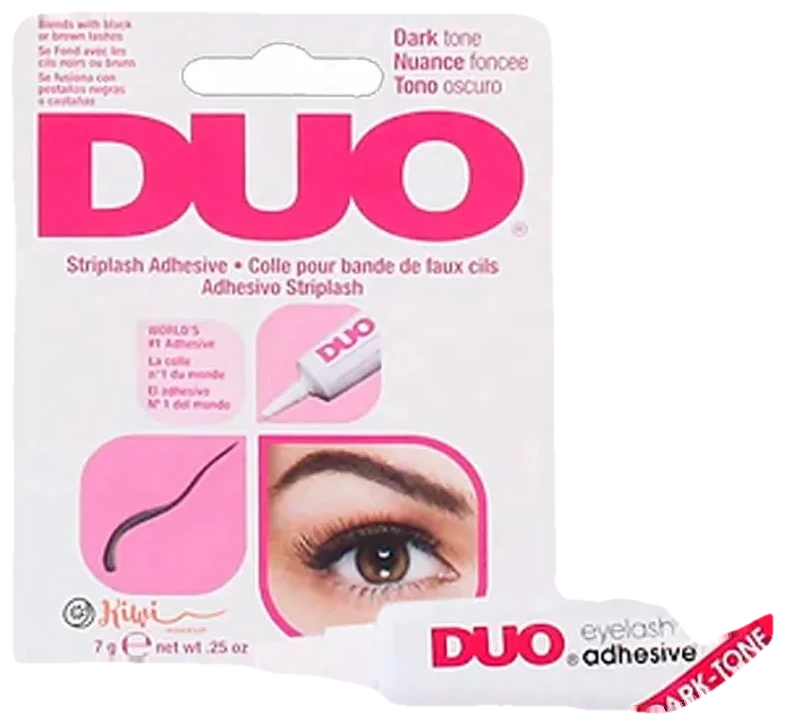 Blends with black
or brown lashes
Se Fond avec les
cils noirs ou bruns
Se fusiona con
pestañas negras
o castañas
Dark tone
Nuance foncee
Tono oscuro
DUO®
Striplash Adhesive • Colle pour bande de faux cils
Adhesivo Striplash
WORLD'S
#1 Adhesive
La colle
n°1 du monde
El adhesivo
N° 1 del mundo
DUO
Kiwi
MAKEUP
7 g ℮ net wt .25 oz
DUO® eyelash
adhesive
DARK-TONE